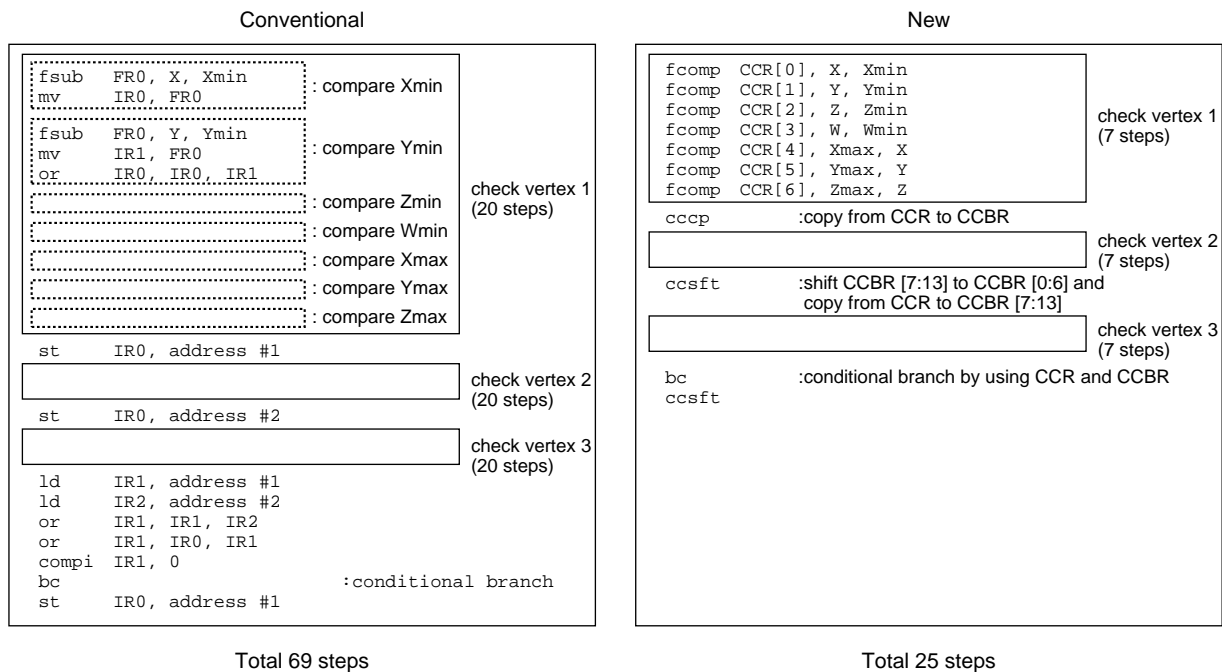 Conventional
fsub FR0, X, Xmin
mv IR0, FR0
: compare Xmin
fsub FR0, Y, Ymin
mv IR1, FR0
or IR0, IR0, IR1
: compare Ymin
: compare Zmin
: compare Wmin
: compare Xmax
: compare Ymax
: compare Zmax
check vertex 1
(20 steps)
st IR0, address #1
check vertex 2
(20 steps)
st IR0, address #2
check vertex 3
(20 steps)
ld IR1, address #1
ld IR2, address #2
or IR1, IR1, IR2
or IR1, IR0, IR1
compi IR1, 0
bc :conditional branch
st IR0, address #1
Total 69 steps
New
fcomp CCR[0], X, Xmin
fcomp CCR[1], Y, Ymin
fcomp CCR[2], Z, Zmin
fcomp CCR[3], W, Wmin
fcomp CCR[4], Xmax, X
fcomp CCR[5], Ymax, Y
fcomp CCR[6], Zmax, Z
check vertex 1
(7 steps)
cccp :copy from CCR to CCBR
check vertex 2
(7 steps)
ccsft :shift CCBR [7:13] to CCBR [0:6] and
copy from CCR to CCBR [7:13]
check vertex 3
(7 steps)
bc :conditional branch by using CCR and CCBR
ccsft
Total 25 steps